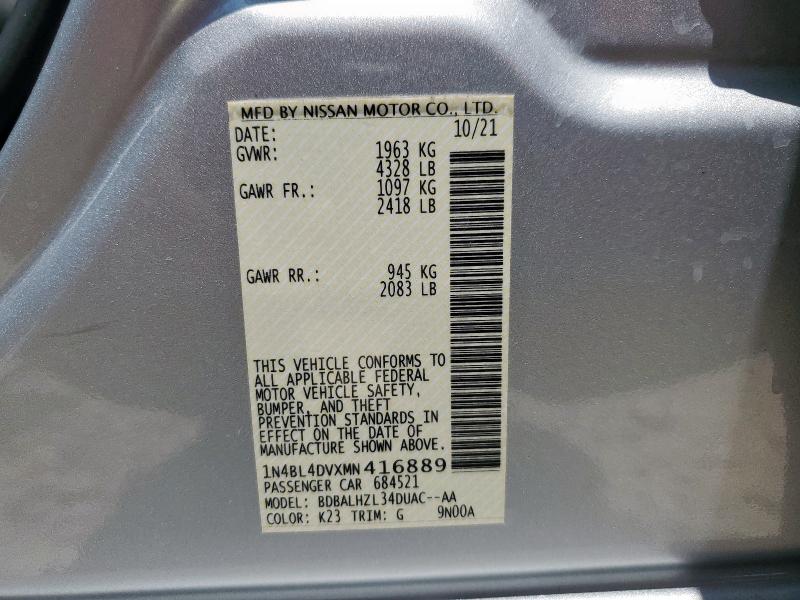 MFD BY NISSAN MOTOR CO., LTD.
DATE: 10/21
GVWR: 1963 KG
4328 LB
GAWR FR.: 1097 KG
2418 LB
GAWR RR.: 945 KG
2083 LB
THIS VEHICLE CONFORMS TO
ALL APPLICABLE FEDERAL
MOTOR VEHICLE SAFETY,
BUMPER, AND THEFT
PREVENTION STANDARDS IN
EFFECT ON THE DATE OF
MANUFACTURE SHOWN ABOVE.
1N4BL4DVXMN416889
PASSENGER CAR 684521
MODEL: BDBALHZL34DUAC--AA
COLOR: K23 TRIM: G 9N00A